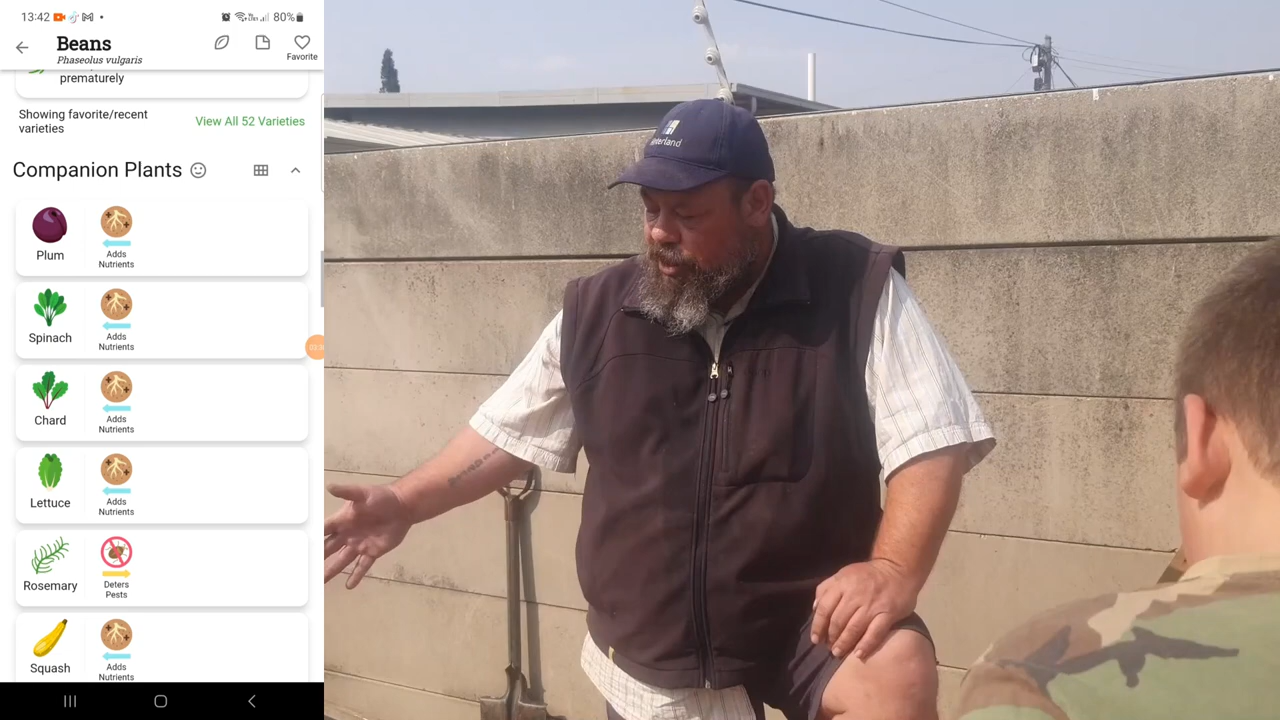 13:42
80%
Beans
Phaseolus vulgaris
Favorite
prematurely
Showing favorite/recent
varieties
View All 52 Varieties
Companion Plants
Plum
Adds
Nutrients
Spinach
Adds
Nutrients
Chard
Adds
Nutrients
Lettuce
Adds
Nutrients
Rosemary
Deters
Pests
Squash
Adds
Nutrients